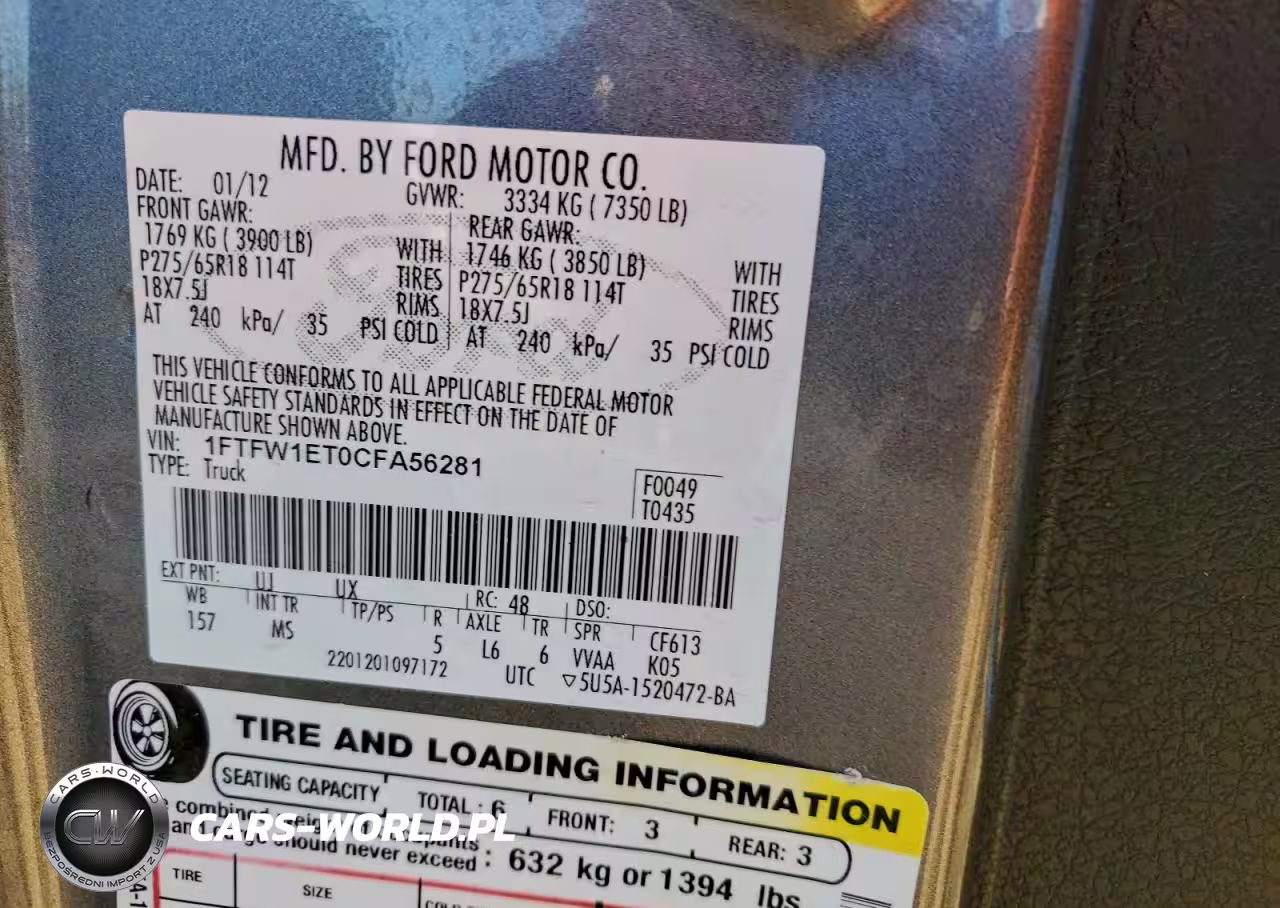 MFD. BY FORD MOTOR CO.
DATE: 01/12 GVWR: 3334 KG ( 7350 LB)
FRONT GAWR: REAR GAWR:
1769 KG ( 3900 LB) WITH 1746 KG ( 3850 LB) WITH
P275/65R18 114T TIRES P275/65R18 114T TIRES
18X7.5J RIMS 18X7.5J RIMS
AT 240 kPa/ 35 PSI COLD AT 240 kPa/ 35 PSI COLD
THIS VEHICLE CONFORMS TO ALL APPLICABLE FEDERAL MOTOR
VEHICLE SAFETY STANDARDS IN EFFECT ON THE DATE OF
MANUFACTURE SHOWN ABOVE.
VIN: 1FTFW1ET0CFA56281
TYPE: Truck
F0049
T0435
EXT PNT: UJ UX RC: 48 DSO:
WB INT TR TP/PS R AXLE TR SPR CF613
157 MS 5 L6 6 VVAA K05
2201201097172 UTC ▽5U5A-1520472-BA
TIRE AND LOADING INFORMATION
SEATING CAPACITY TOTAL : 6 FRONT: 3 REAR: 3
combined
should never exceed : 632 kg or 1394 lbs
TIRE SIZE
CARS-WORLD.PL
CARS-WORLD
CW
BEZPOŚREDNI IMPORT Z USA